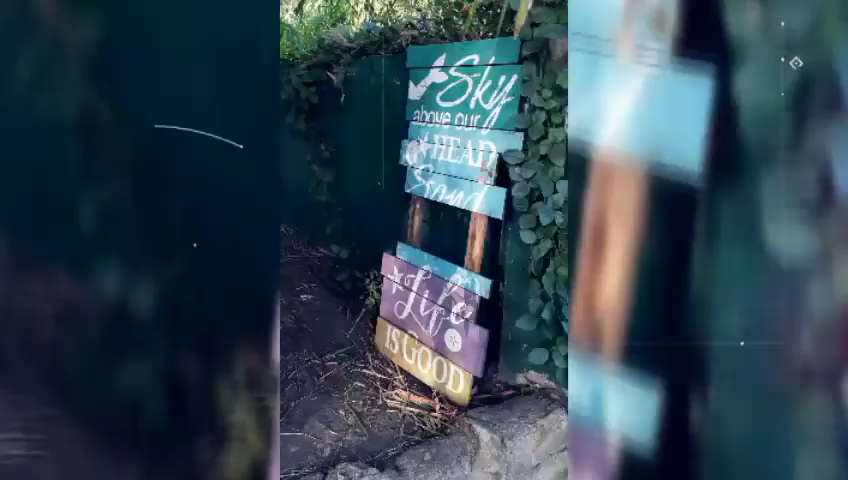 Sky
above our
HEAD
Sand
Life
IS GOOD